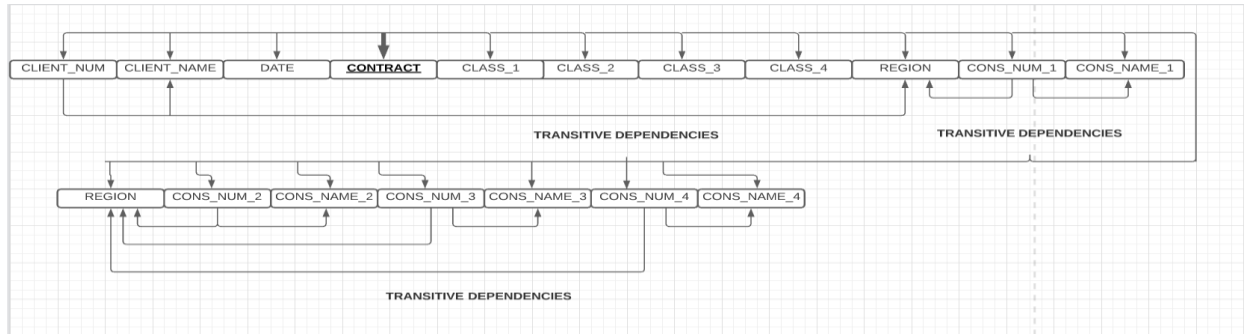 CLIENT_NUM CLIENT_NAME DATE CONTRACT CLASS_1 CLASS_2 CLASS_3 CLASS_4 REGION CONS_NUM_1 CONS_NAME_1
TRANSITIVE DEPENDENCIES TRANSITIVE DEPENDENCIES
REGION CONS_NUM_2 CONS_NAME_2 CONS_NUM_3 CONS_NAME_3 CONS_NUM_4 CONS_NAME_4
TRANSITIVE DEPENDENCIES